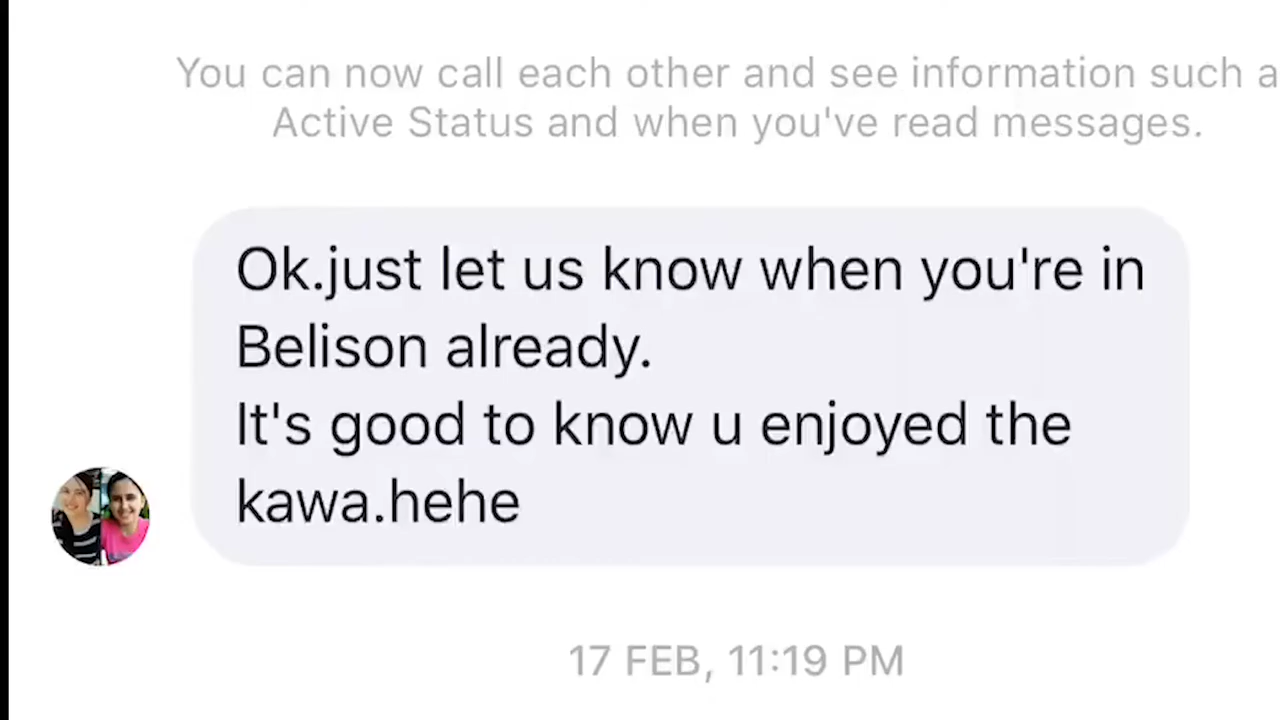 You can now call each other and see information such a
Active Status and when you've read messages.
Ok.just let us know when you're in
Belison already.
It's good to know u enjoyed the
kawa.hehe
17 FEB, 11:19 PM